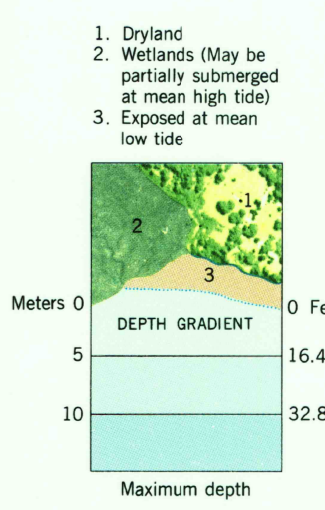 1. Dryland
2. Wetlands (May be
partially submerged
at mean high tide)
3. Exposed at mean
low tide
1
2
3
Meters 0
0 Fe
DEPTH GRADIENT
5
16.4
10
32.8
Maximum depth